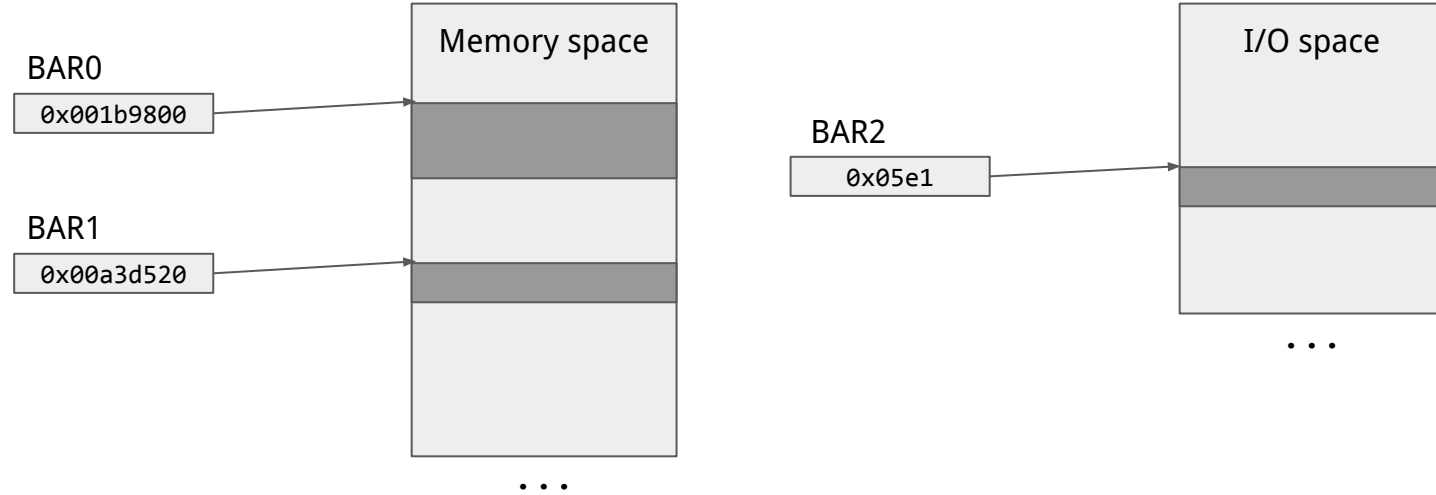 Memory space
BAR0
0x001b9800
BAR1
0x00a3d520
...
I/O space
BAR2
0x05e1
...